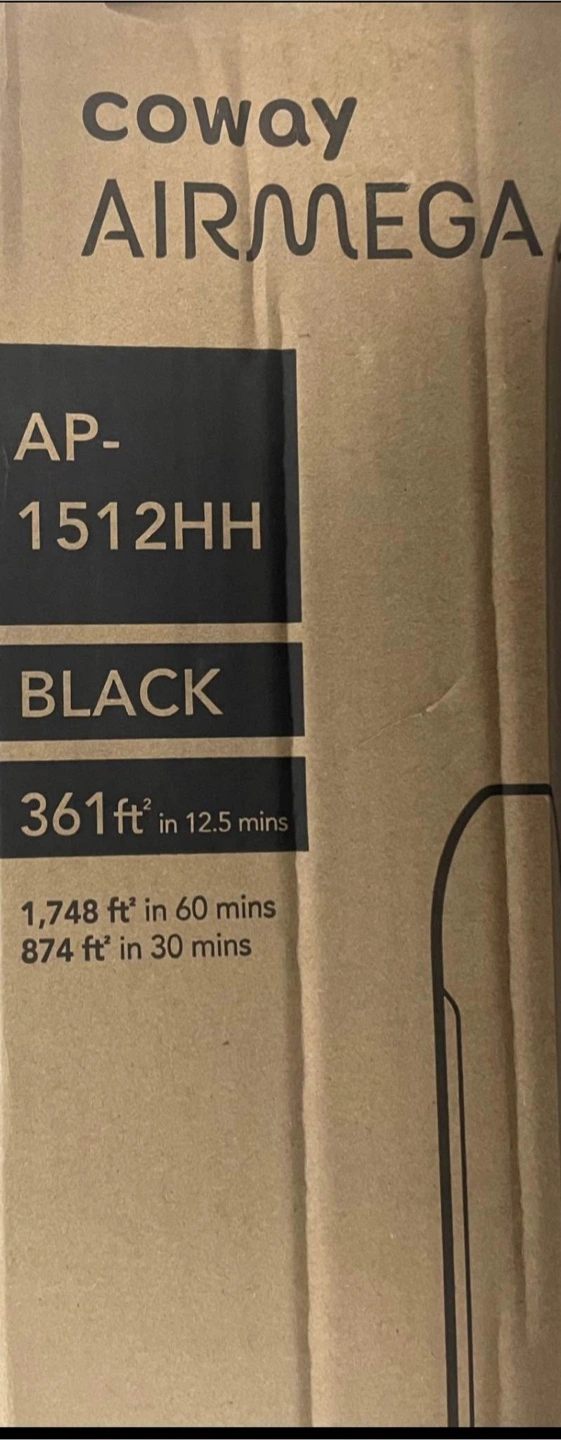 coway
AIRMEGA
AP-
1512HH
BLACK
361ft² in 12.5 mins
1,748 ft² in 60 mins
874 ft² in 30 mins